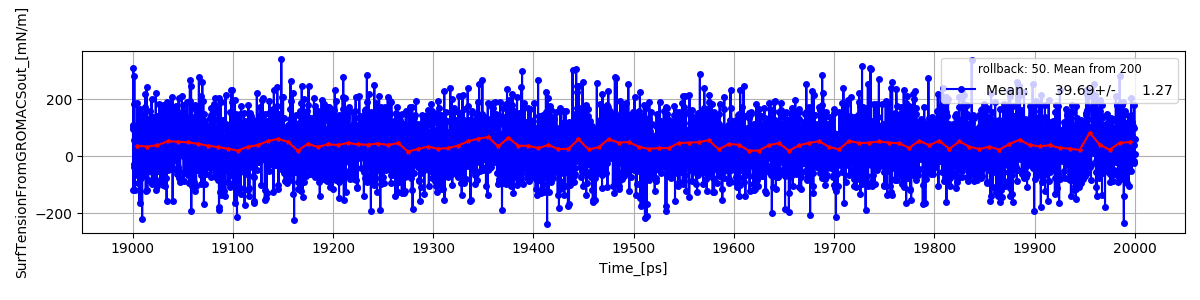 SurfTensionFromGROMACSout_[mN/m]
200
0
−200
rollback: 50. Mean from 200
Mean: 39.69+/- 1.27
19000 19100 19200 19300 19400 19500 19600 19700 19800 19900 20000
Time_[ps]